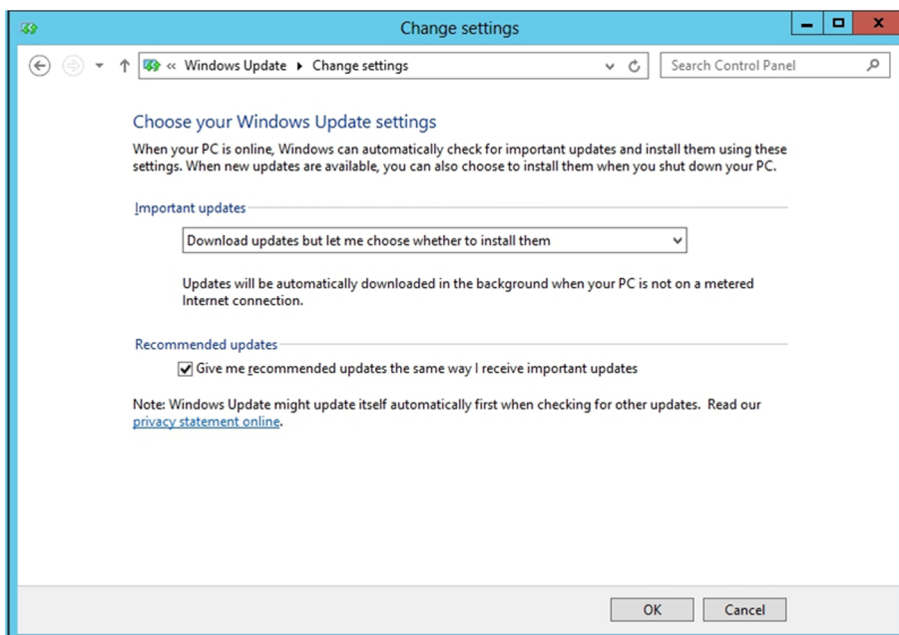 Change settings
« Windows Update ▸ Change settings
Search Control Panel
Choose your Windows Update settings
When your PC is online, Windows can automatically check for important updates and install them using these
settings. When new updates are available, you can also choose to install them when you shut down your PC.
Important updates
Download updates but let me choose whether to install them
Updates will be automatically downloaded in the background when your PC is not on a metered
Internet connection.
Recommended updates
Give me recommended updates the same way I receive important updates
Note: Windows Update might update itself automatically first when checking for other updates. Read our
privacy statement online.
OK
Cancel